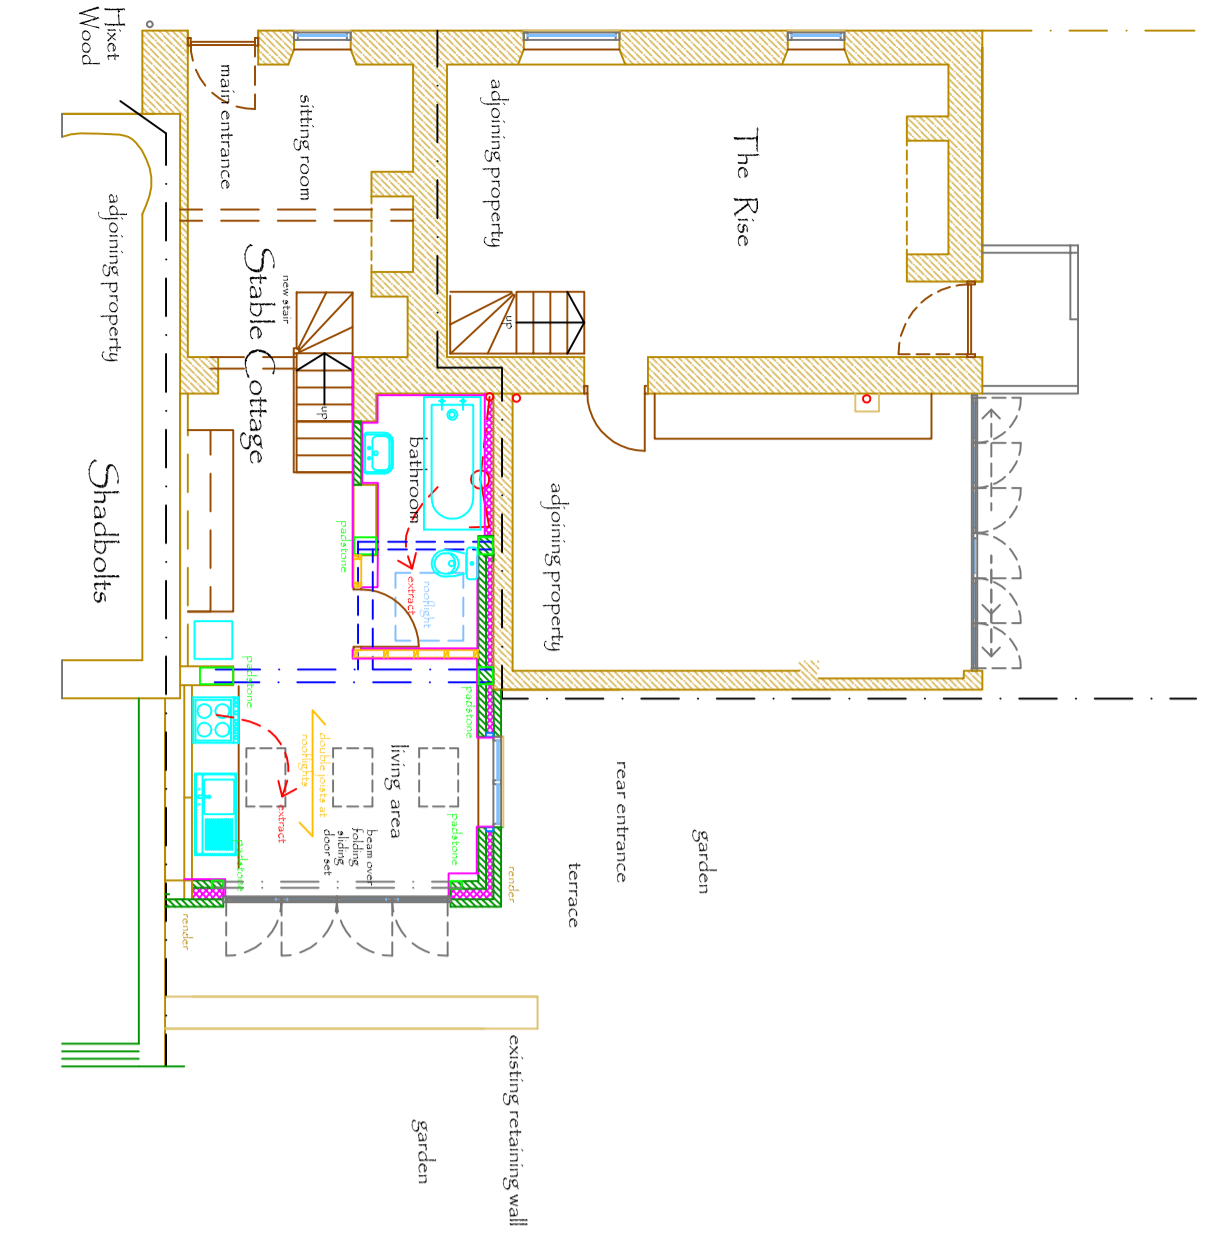 Hixet
Wood
main entrance
sitting room
adjoining property
The Rise
adjoining property
Stable Cottage
new stair
up
up
Shadbolts
bathroom
adjoining property
padstone
extract
rooflight
padstone
padstone
double joists at
rooflights
living area
extract
padstone
beam over
folding
sliding
door set
padstone
render
render
rear entrance
terrace
garden
existing retaining wall
garden